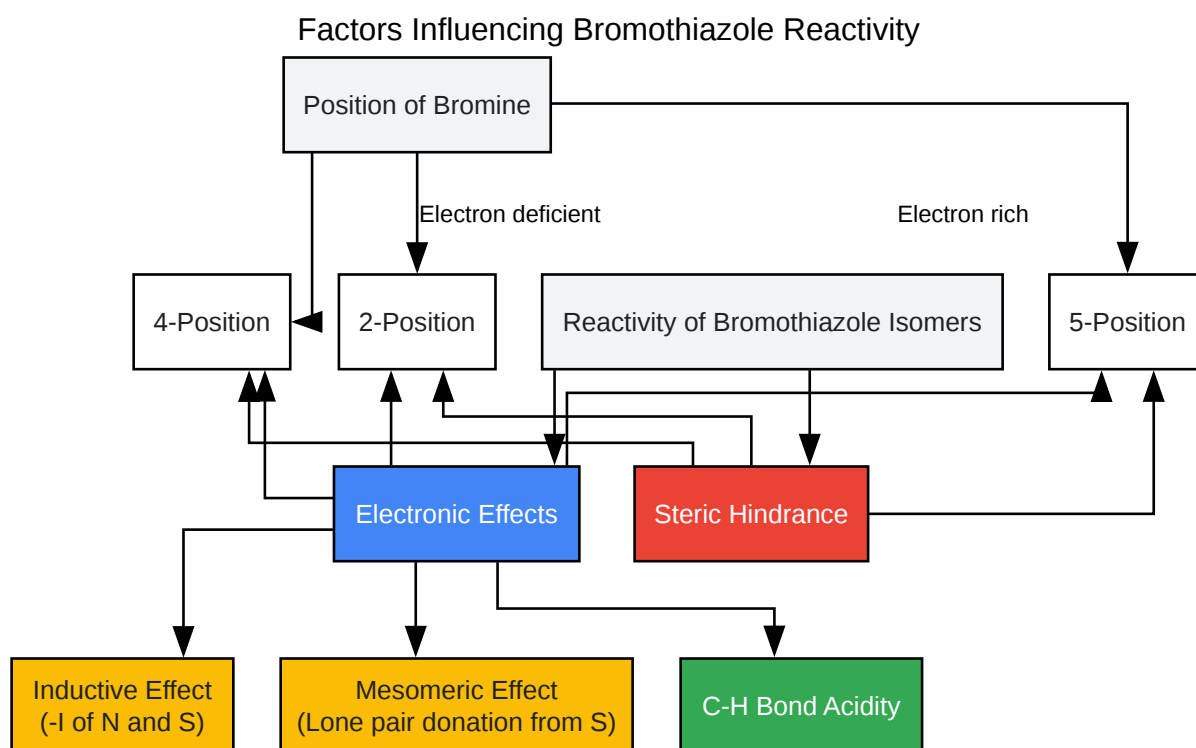 Factors Influencing Bromothiazole Reactivity
Position of Bromine
Electron deficient
Electron rich
4-Position
2-Position
Reactivity of Bromothiazole Isomers
5-Position
Electronic Effects
Steric Hindrance
Inductive Effect
(-I of N and S)
Mesomeric Effect
(Lone pair donation from S)
C-H Bond Acidity